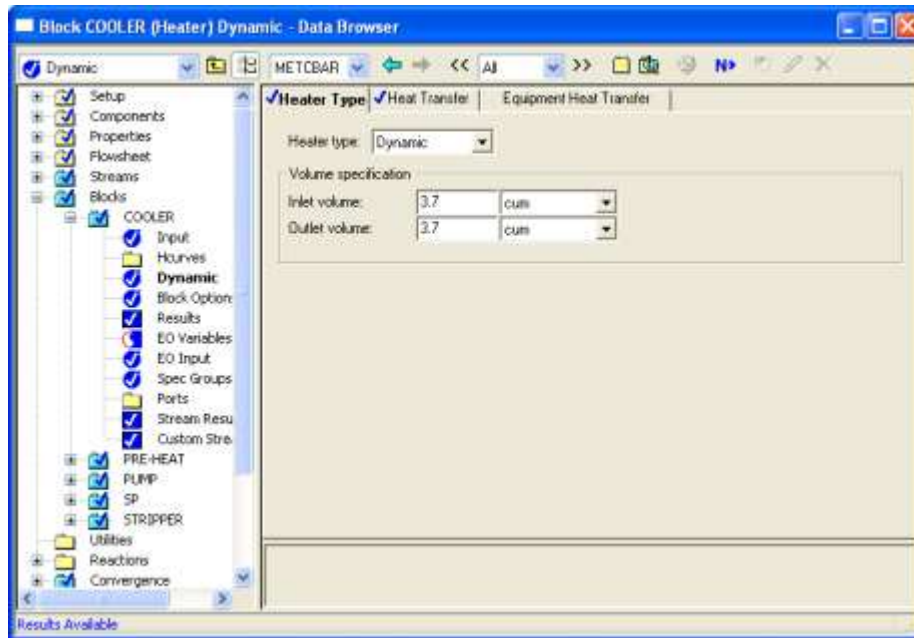 Block COOLER (Heater) Dynamic - Data Browser
Dynamic METCBAR << All >> N>
Setup
Components
Properties
Flowsheet
Streams
Blocks
COOLER
Input
Hcurves
Dynamic
Block Option
Results
EO Variables
EO Input
Spec Groups
Ports
Stream Resu
Custom Stre
PRE-HEAT
PUMP
SP
STRIPPER
Utilities
Reactions
Convergence
Heater Type Heat Transfer Equipment Heat Transfer
Heater type: Dynamic
Volume specification
Inlet volume: 3.7 cum
Outlet volume: 3.7 cum
Results Available